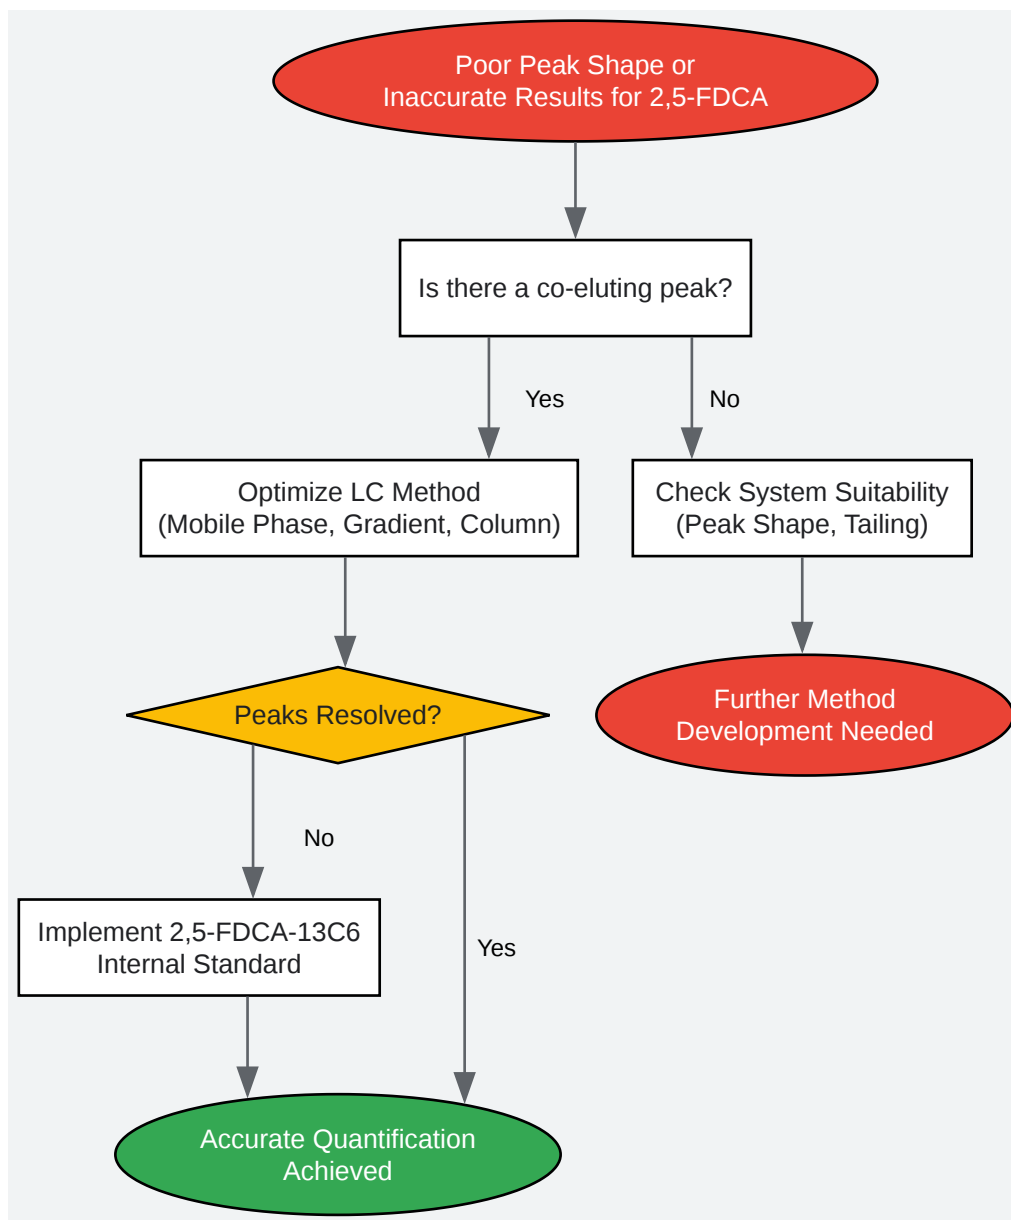 Poor Peak Shape or
Inaccurate Results for 2,5-FDCA
Is there a co-eluting peak?
Yes
No
Optimize LC Method
(Mobile Phase, Gradient, Column)
Check System Suitability
(Peak Shape, Tailing)
Peaks Resolved?
Further Method
Development Needed
No
Implement 2,5-FDCA-13C6
Internal Standard
Yes
Accurate Quantification
Achieved